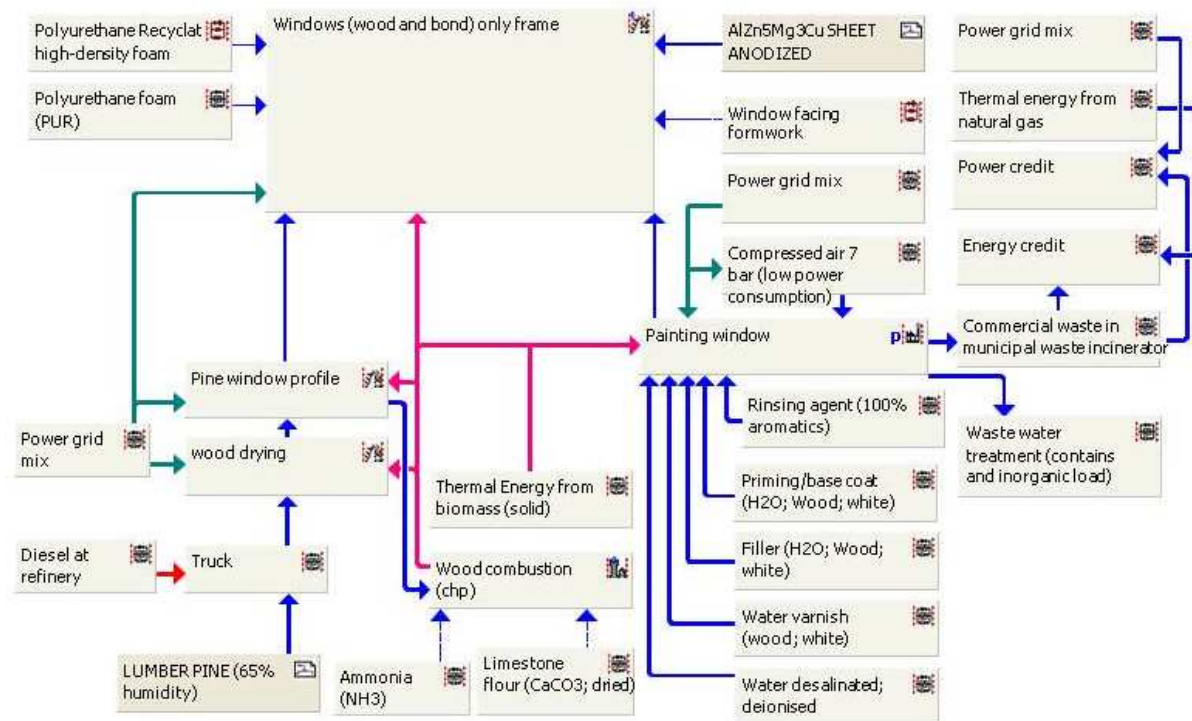 Polyurethane Recyclat
high-density foam
Windows (wood and bond) only frame
AlZn5Mg3Cu SHEET
ANODIZED
Power grid mix
Polyurethane foam
(PUR)
Window facing
formwork
Thermal energy from
natural gas
Power grid mix
Power credit
Compressed air 7
bar (low power
consumption)
Energy credit
Painting window
p
Commercial waste in
municipal waste incinerator
Pine window profile
Rinsing agent (100%
aromatics)
Power grid
mix
wood drying
Waste water
treatment (contains
and inorganic load)
Thermal Energy from
biomass (solid)
Priming/base coat
(H2O; Wood; white)
Diesel at
refinery
Truck
Wood combustion
(chp)
Filler (H2O; Wood;
white)
Water varnish
(wood; white)
LUMBER PINE (65%
humidity)
Ammonia
(NH3)
Limestone
flour (CaCO3; dried)
Water desalinated;
deionised